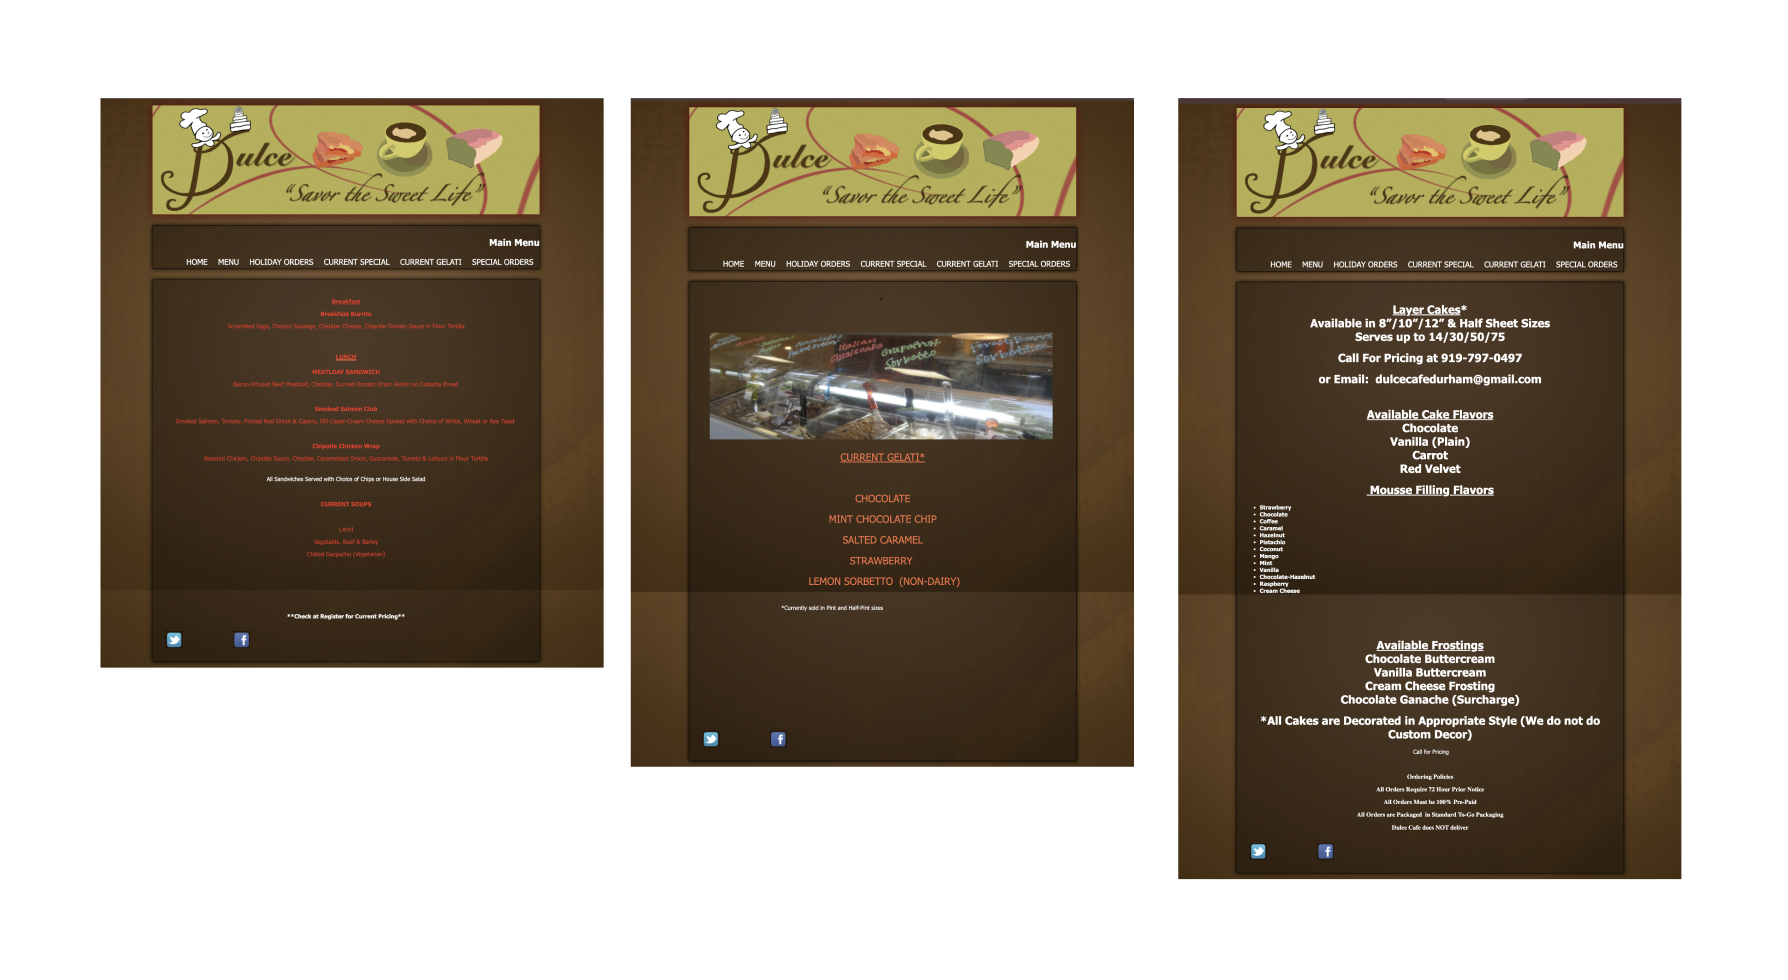 Dulce
"Savor the Sweet Life"
Main Menu
HOME MENU HOLIDAY ORDERS CURRENT SPECIAL CURRENT GELATI SPECIAL ORDERS
Breakfast
Breakfast Burrito
Scrambled Eggs, Chorizo Sausage, Cheddar Cheese, Chipotle-Tomato Sauce in Flour Tortilla
LUNCH
MEATLOAF SANDWICH
Bacon-Infused Beef Meatloaf, Cheddar, Curried-Tomato Onion Relish on Ciabatta Bread
Smoked Salmon Club
Smoked Salmon, Tomato, Pickled Red Onion & Capers, Dill-Caper-Cream Cheese Spread with Choice of White, Wheat or Rye Toast
Chipotle Chicken Wrap
Roasted Chicken, Chipotle Sauce, Cheddar, Caramelized Onion, Guacamole, Tomato & Lettuce in Flour Tortilla
All Sandwiches Served with Choice of Chips or House Side Salad
CURRENT SOUPS
Lentil
Vegetable, Beef & Barley
Chilled Gazpacho (Vegetarian)
**Check at Register for Current Pricing**
Dulce
"Savor the Sweet Life"
Main Menu
HOME MENU HOLIDAY ORDERS CURRENT SPECIAL CURRENT GELATI SPECIAL ORDERS
Grapefruit
Sorbetto
Sorbetto
CURRENT GELATI*
CHOCOLATE
MINT CHOCOLATE CHIP
SALTED CARAMEL
STRAWBERRY
LEMON SORBETTO (NON-DAIRY)
*Currently sold in Pint and Half-Pint sizes
Dulce
"Savor the Sweet Life"
Main Menu
HOME MENU HOLIDAY ORDERS CURRENT SPECIAL CURRENT GELATI SPECIAL ORDERS
Layer Cakes*
Available in 8"/10"/12" & Half Sheet Sizes
Serves up to 14/30/50/75
Call For Pricing at 919-797-0497
or Email: dulcecafedurham@gmail.com
Available Cake Flavors
Chocolate
Vanilla (Plain)
Carrot
Red Velvet
Mousse Filling Flavors
• Strawberry
• Chocolate
• Coffee
• Caramel
• Hazelnut
• Pistachio
• Coconut
• Mango
• Mint
• Vanilla
• Chocolate-Hazelnut
• Raspberry
• Cream Cheese
Available Frostings
Chocolate Buttercream
Vanilla Buttercream
Cream Cheese Frosting
Chocolate Ganache (Surcharge)
*All Cakes are Decorated in Appropriate Style (We do not do
Custom Decor)
Call for Pricing
Ordering Policies
All Orders Require 72 Hour Prior Notice
All Orders Must be 100% Pre-Paid
All Orders are Packaged in Standard To-Go Packaging
Dulce Cafe does NOT deliver